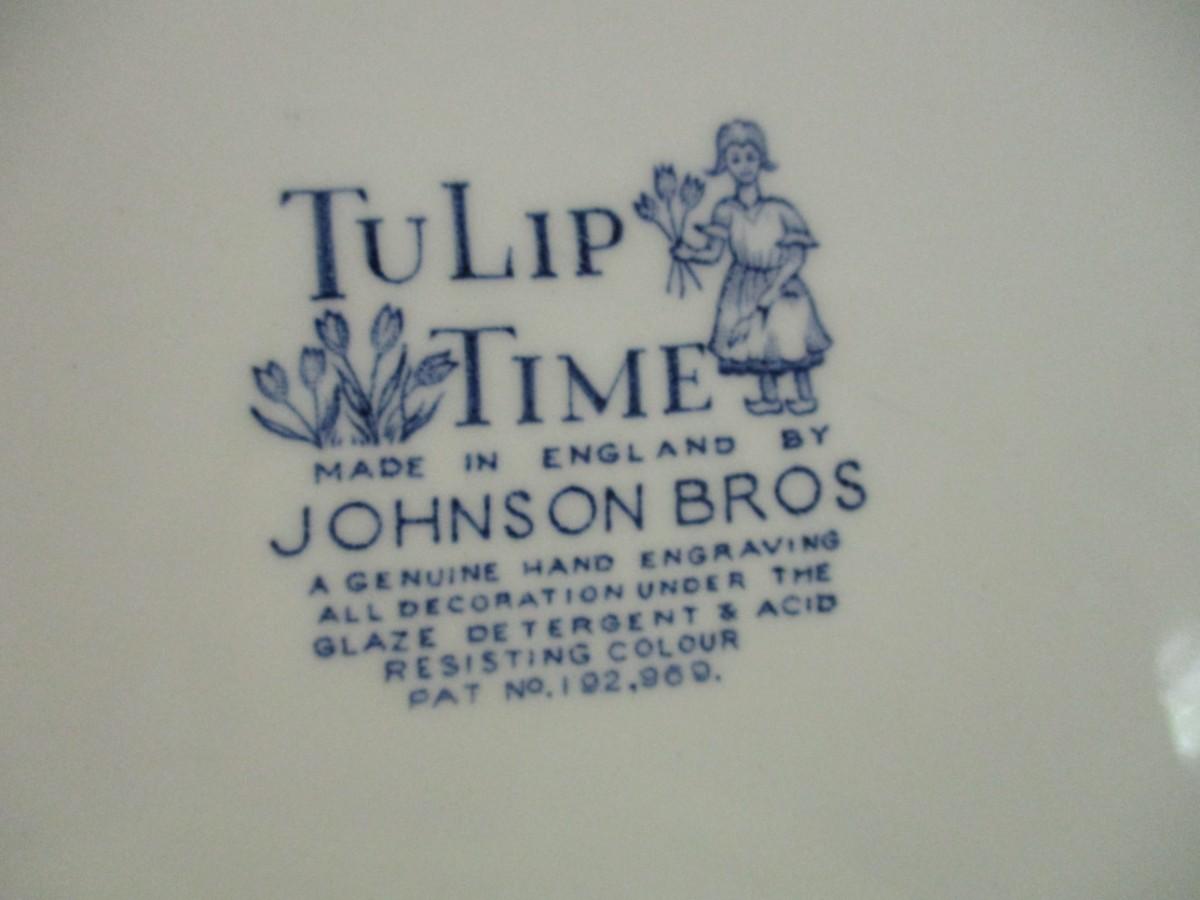 TULIP
TIME
MADE IN ENGLAND BY
JOHNSON BROS
A GENUINE HAND ENGRAVING
ALL DECORATION UNDER THE
GLAZE DETERGENT & ACID
RESISTING COLOUR
PAT No. 192,969.